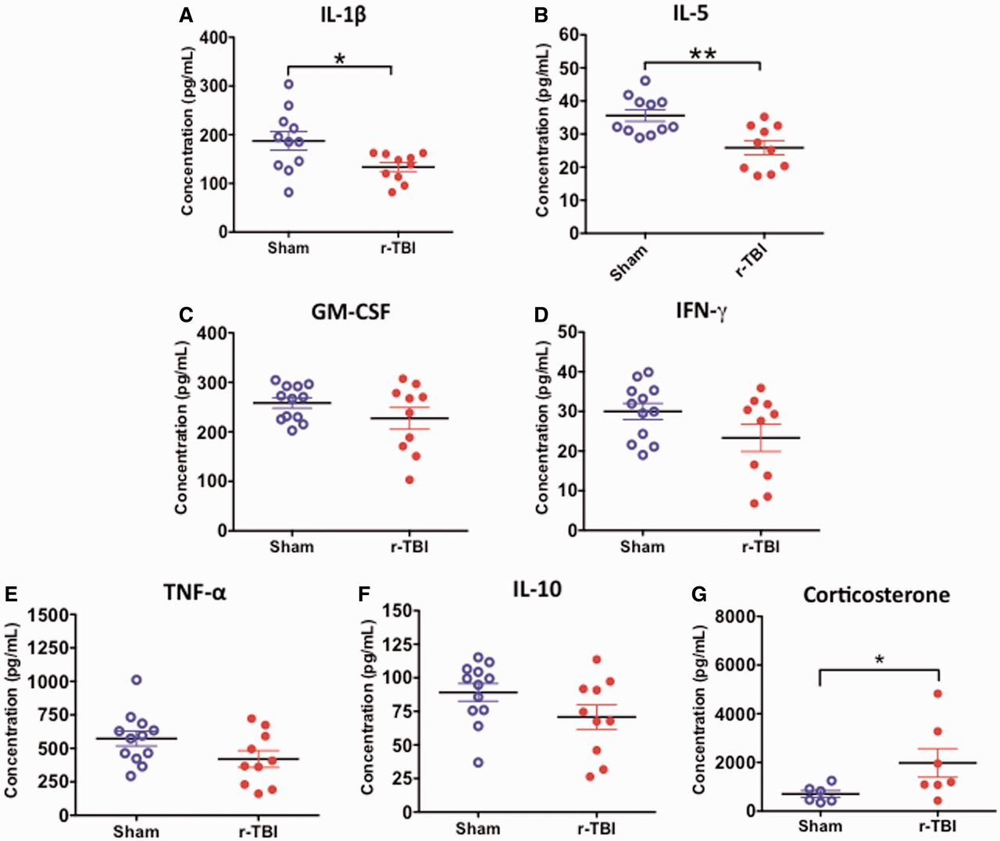 A
IL-1β
Concentration (pg/mL)
400
300
200
100
0
*
Sham
r-TBI
B
IL-5
Concentration (pg/mL)
60
50
40
30
20
10
0
**
Sham
r-TBI
C
GM-CSF
Concentration (pg/mL)
400
300
200
100
0
Sham
r-TBI
D
IFN-γ
Concentration (pg/mL)
50
40
30
20
10
0
Sham
r-TBI
E
TNF-α
Concentration (pg/mL)
1500
1250
1000
750
500
250
0
Sham
r-TBI
F
IL-10
Concentration (pg/mL)
150
125
100
75
50
25
0
Sham
r-TBI
G
Corticosterone
Concentration (pg/mL)
8000
6000
4000
2000
0
*
Sham
r-TBI